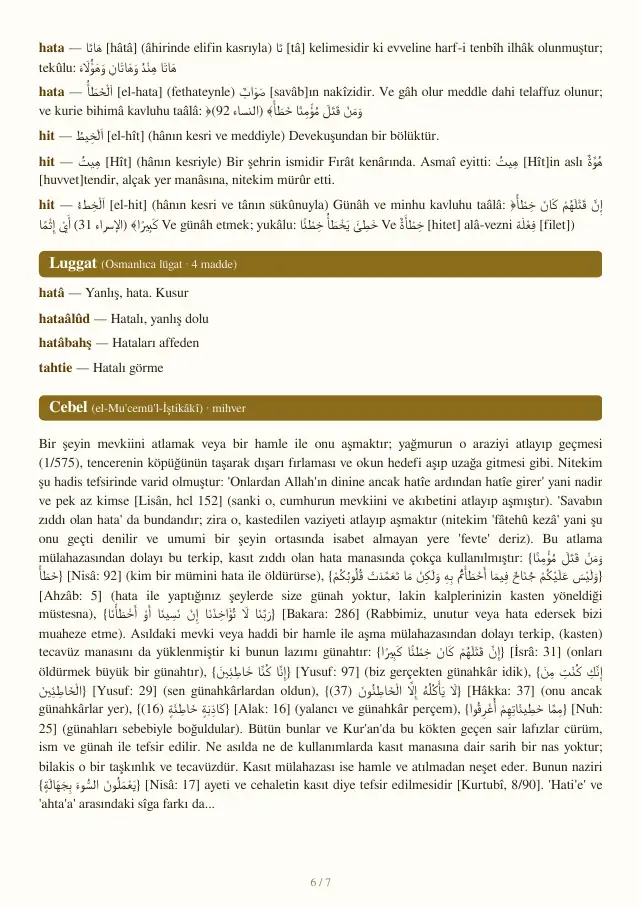 hata — هَاتَا [hâtâ] (âhirinde elifin kasrıyla) تَا [tâ] kelimesidir ki evveline harf-i tenbîh ilhâk olunmuştur;
tekûlu: هَاتَا هِنْدُ وَهَاتَانِ وَهَؤُلَاءِ
hata — اَلْخَطَأُ [el-hata] (fethateynle) صَوَابٌ [savâb]ın nakîzidir. Ve gâh olur meddle dahi telaffuz olunur;
ve kurie bihimâ kavluhu taâlâ: ﴿وَمَنْ قَتَلَ مُؤْمِنًا خَطَأً﴾ (النساء 92)
hit — اَلْخِيطُ [el-hît] (hânın kesri ve meddiyle) Devekuşundan bir bölüktür.
hit — هِيتُ [Hît] (hânın kesriyle) Bir şehrin ismidir Fırât kenârında. Asmaî eyitti: هِيتُ [Hît]in aslı هُوَّةٌ
[huvvet]tendir, alçak yer manâsına, nitekim mürûr etti.
hit — اَلْخِطءُ [el-hit] (hânın kesri ve tânın sükûnuyla) Günâh ve minhu kavluhu taâlâ: ﴿إِنَّ قَتْلَهُمْ كَانَ خِطْأً
كَبِيرًا﴾ (الإسراء 31) أَيْ إِثْمًا Ve günâh etmek; yukâlu: خَطِئَ يَخْطَأُ خِطْئًا Ve خِطْأَةٌ [hitet] alâ-vezni فِعْلَة [filet])
Luggat (Osmanlıca lügat · 4 madde)
hatâ — Yanlış, hata. Kusur
hataâlûd — Hatalı, yanlış dolu
hatâbahş — Hataları affeden
tahtie — Hatalı görme
Cebel (el-Mu'cemü'l-İştikâkî) · mihver
Bir şeyin mevkiini atlamak veya bir hamle ile onu aşmaktır; yağmurun o araziyi atlayıp geçmesi
(1/575), tencerenin köpüğünün taşarak dışarı fırlaması ve okun hedefi aşıp uzağa gitmesi gibi. Nitekim
şu hadis tefsirinde varid olmuştur: 'Onlardan Allah'ın dinine ancak hatîe ardından hatîe girer' yani nadir
ve pek az kimse [Lisân, hcl 152] (sanki o, cumhurun mevkiini ve akıbetini atlayıp aşmıştır). 'Savabın
zıddı olan hata' da bundandır; zira o, kastedilen vaziyeti atlayıp aşmaktır (nitekim 'fâtehû kezâ' yani şu
onu geçti denilir ve umumi bir şeyin ortasında isabet almayan yere 'fevte' deriz). Bu atlama
mülahazasından dolayı bu terkip, kasıt zıddı olan hata manasında çokça kullanılmıştır: {وَمَنْ قَتَلَ مُؤْمِنًا
خَطَأً} [Nisâ: 92] (kim bir mümini hata ile öldürürse), {وَلَيْسَ عَلَيْكُمْ جُنَاحٌ فِيمَا أَخْطَأْتُمْ بِهِ وَلَكِنْ مَا تَعَمَّدَتْ قُلُوبُكُمْ}
[Ahzâb: 5] (hata ile yaptığınız şeylerde size günah yoktur, lakin kalplerinizin kasten yöneldiği
müstesna), {رَبَّنَا لَا تُؤَاخِذْنَا إِنْ نَسِينَا أَوْ أَخْطَأْنَا} [Bakara: 286] (Rabbimiz, unutur veya hata edersek bizi
muaheze etme). Asıldaki mevki veya haddi bir hamle ile aşma mülahazasından dolayı terkip, (kasten)
tecavüz manasını da yüklenmiştir ki bunun lazımı günahtır: {إِنَّ قَتْلَهُمْ كَانَ خِطْئًا كَبِيرًا} [İsrâ: 31] (onları
öldürmek büyük bir günahtır), {إِنَّا كُنَّا خَاطِئِينَ} [Yusuf: 97] (biz gerçekten günahkâr idik), {إِنَّكِ كُنْتِ مِنَ
الْخَاطِئِينَ} [Yusuf: 29] (sen günahkârlardan oldun), {لَا يَأْكُلُهُ إِلَّا الْخَاطِئُونَ (37)} [Hâkka: 37] (onu ancak
günahkârlar yer), {كَاذِبَةٍ خَاطِئَةٍ (16)} [Alak: 16] (yalancı ve günahkâr perçem), {مِمَّا خَطِيئَاتِهِمْ أُغْرِقُوا} [Nuh:
25] (günahları sebebiyle boğuldular). Bütün bunlar ve Kur'an'da bu kökten geçen sair lafızlar cürüm,
ism ve günah ile tefsir edilir. Ne asılda ne de kullanımlarda kasıt manasına dair sarih bir nas yoktur;
bilakis o bir taşkınlık ve tecavüzdür. Kasıt mülahazası ise hamle ve atılmadan neşet eder. Bunun naziri
{يَعْمَلُونَ السُّوءَ بِجَهَالَةٍ} [Nisâ: 17] ayeti ve cehaletin kasıt diye tefsir edilmesidir [Kurtubî, 8/90]. 'Hati'e' ve
'ahta'a' arasındaki sîga farkı da...
6 / 7